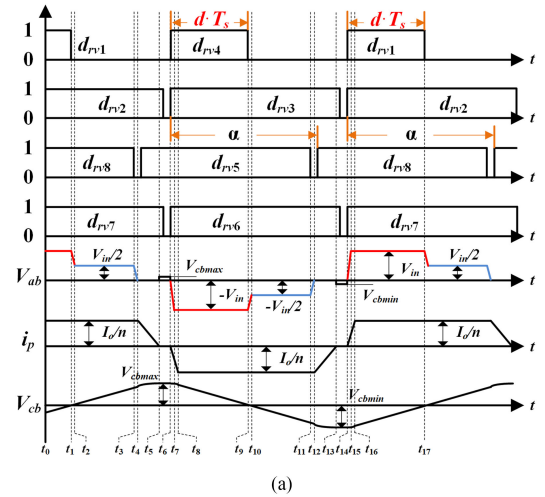 d· Ts d· Ts
1 drv1 drv4 drv1
0 t
1 drv2 drv3 drv2
0 t
α α
1 drv8 drv5 drv8
0 t
1 drv7 drv6 drv7
0 t
Vin/2 Vcbmax Vin Vin/2
Vab t
-Vin -Vin/2 Vcbmin
ip Io/n Io/n Io/n t
Vcbmax Vcbmin
Vcb t
t0 t1 t2 t3 t4 t5 t6 t7 t8 t9 t10 t11 t12 t13 t14 t15 t16 t17
(a)